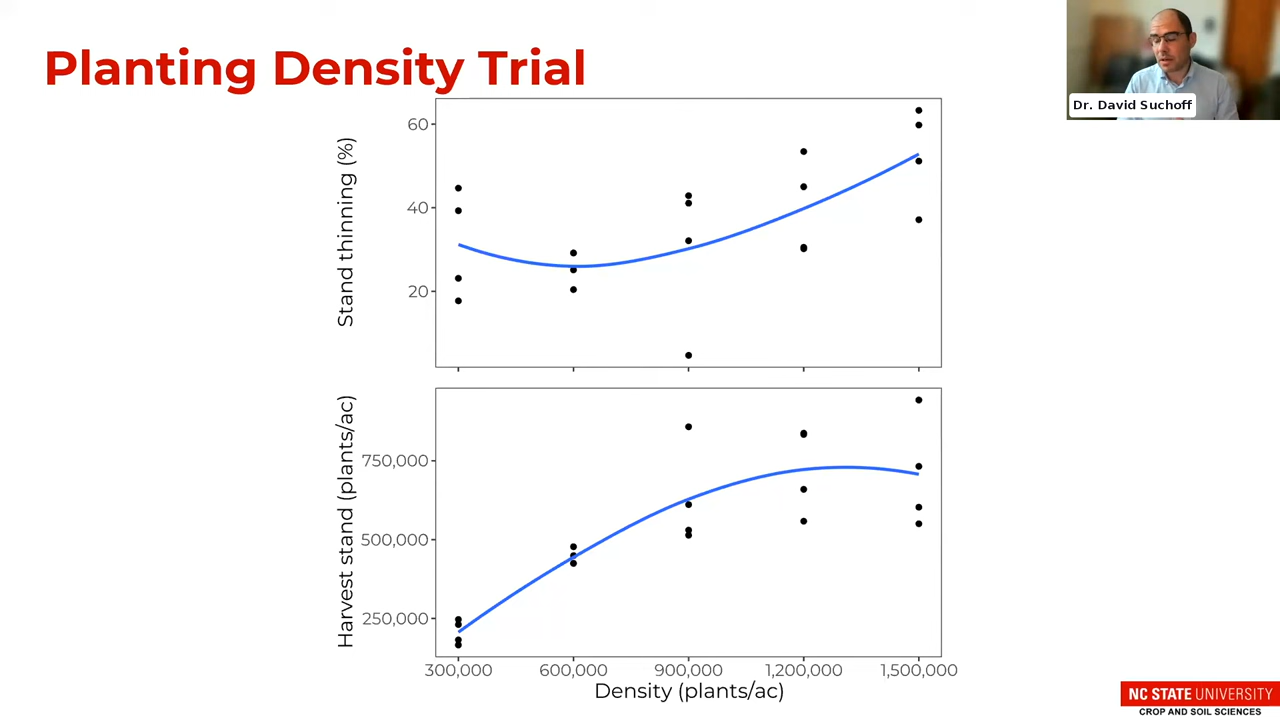 Planting Density Trial
Dr. David Suchoff
Stand thinning (%)
60
40
20
Harvest stand (plants/ac)
750,000
500,000
250,000
300,000 600,000 900,000 1,200,000 1,500,000
Density (plants/ac)
NC STATE UNIVERSITY
CROP AND SOIL SCIENCES